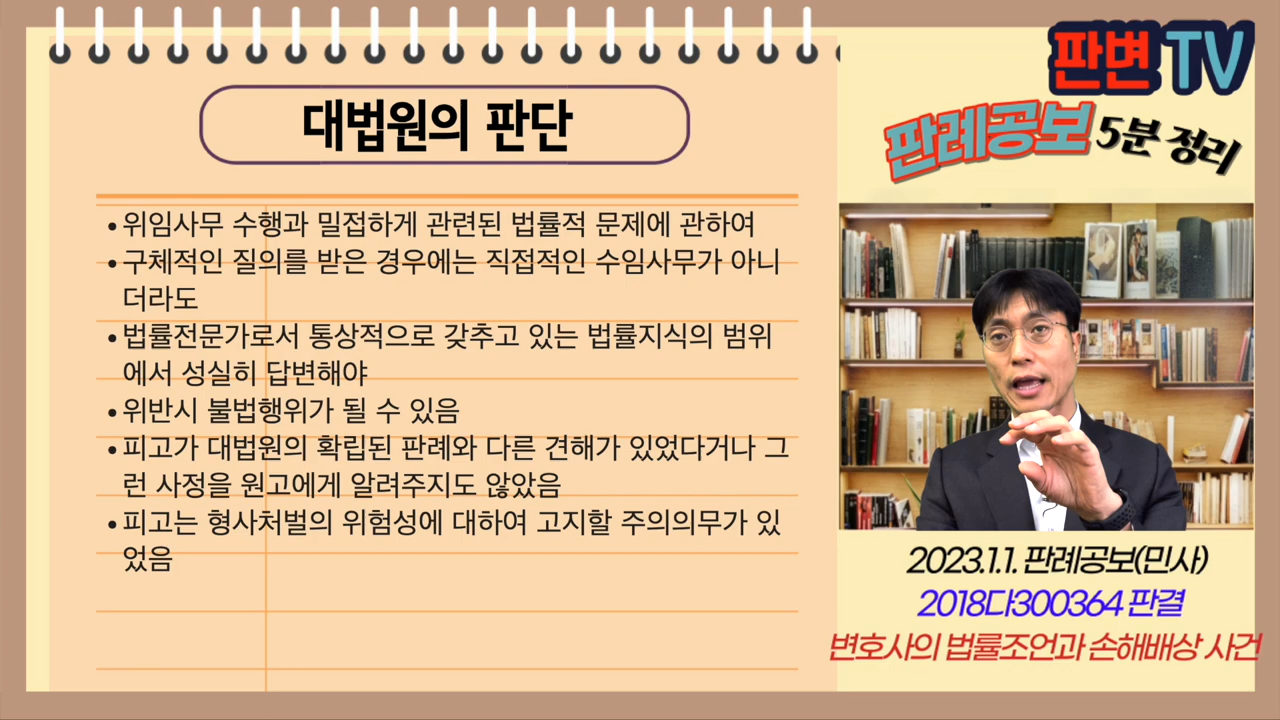 판변 TV
판례공보 5분 정리
대법원의 판단
• 위임사무 수행과 밀접하게 관련된 법률적 문제에 관하여
• 구체적인 질의를 받은 경우에는 직접적인 수임사무가 아니
더라도
• 법률전문가로서 통상적으로 갖추고 있는 법률지식의 범위
에서 성실히 답변해야
• 위반시 불법행위가 될 수 있음
• 피고가 대법원의 확립된 판례와 다른 견해가 있었다거나 그
런 사정을 원고에게 알려주지도 않았음
• 피고는 형사처벌의 위험성에 대하여 고지할 주의의무가 있
었음
2023.1.1. 판례공보(민사)
2018다300364 판결
변호사의 법률조언과 손해배상 사건